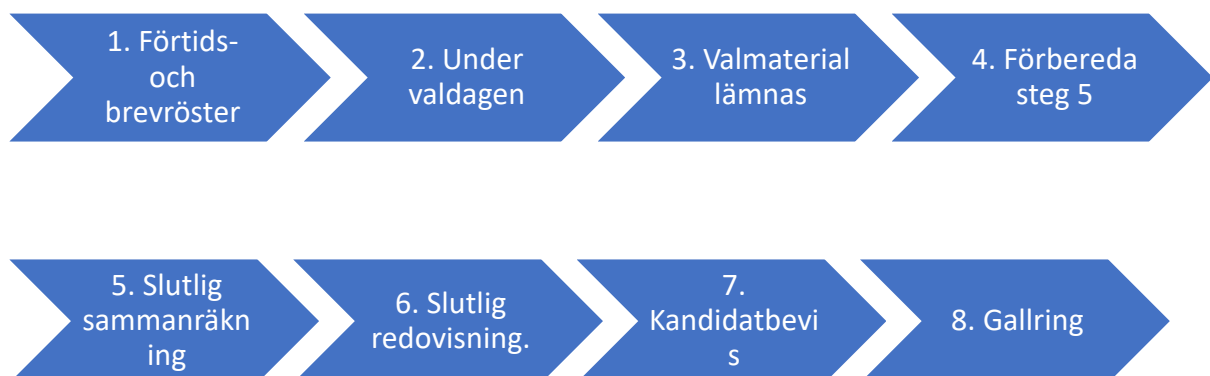 1. Förtids-
och
brevröster
2. Under
valdagen
3. Valmaterial
lämnas
4. Förbereda
steg 5
5. Slutlig
sammanräkn
ing
6. Slutlig
redovisning.
7.
Kandidatbevi
s
8. Gallring